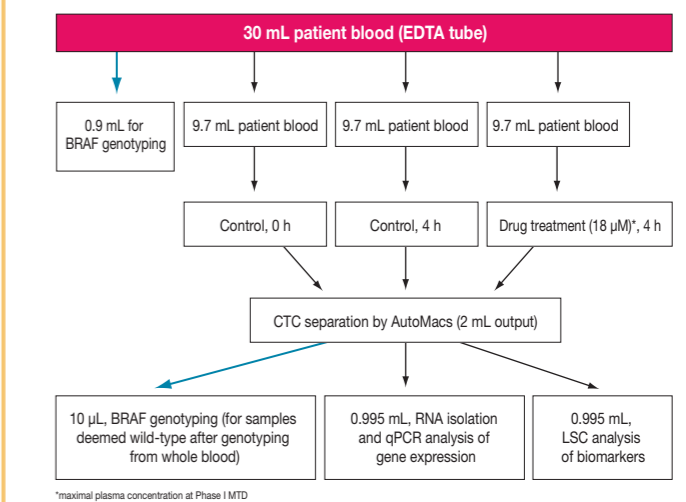 30 mL patient blood (EDTA tube)
0.9 mL for
BRAF genotyping
9.7 mL patient blood
9.7 mL patient blood
9.7 mL patient blood
Control, 0 h
Control, 4 h
Drug treatment (18 µM)*, 4 h
CTC separation by AutoMacs (2 mL output)
10 µL, BRAF genotyping (for samples
deemed wild-type after genotyping
from whole blood)
0.995 mL, RNA isolation
and qPCR analysis of
gene expression
0.995 mL,
LSC analysis
of biomarkers
*maximal plasma concentration at Phase I MTD